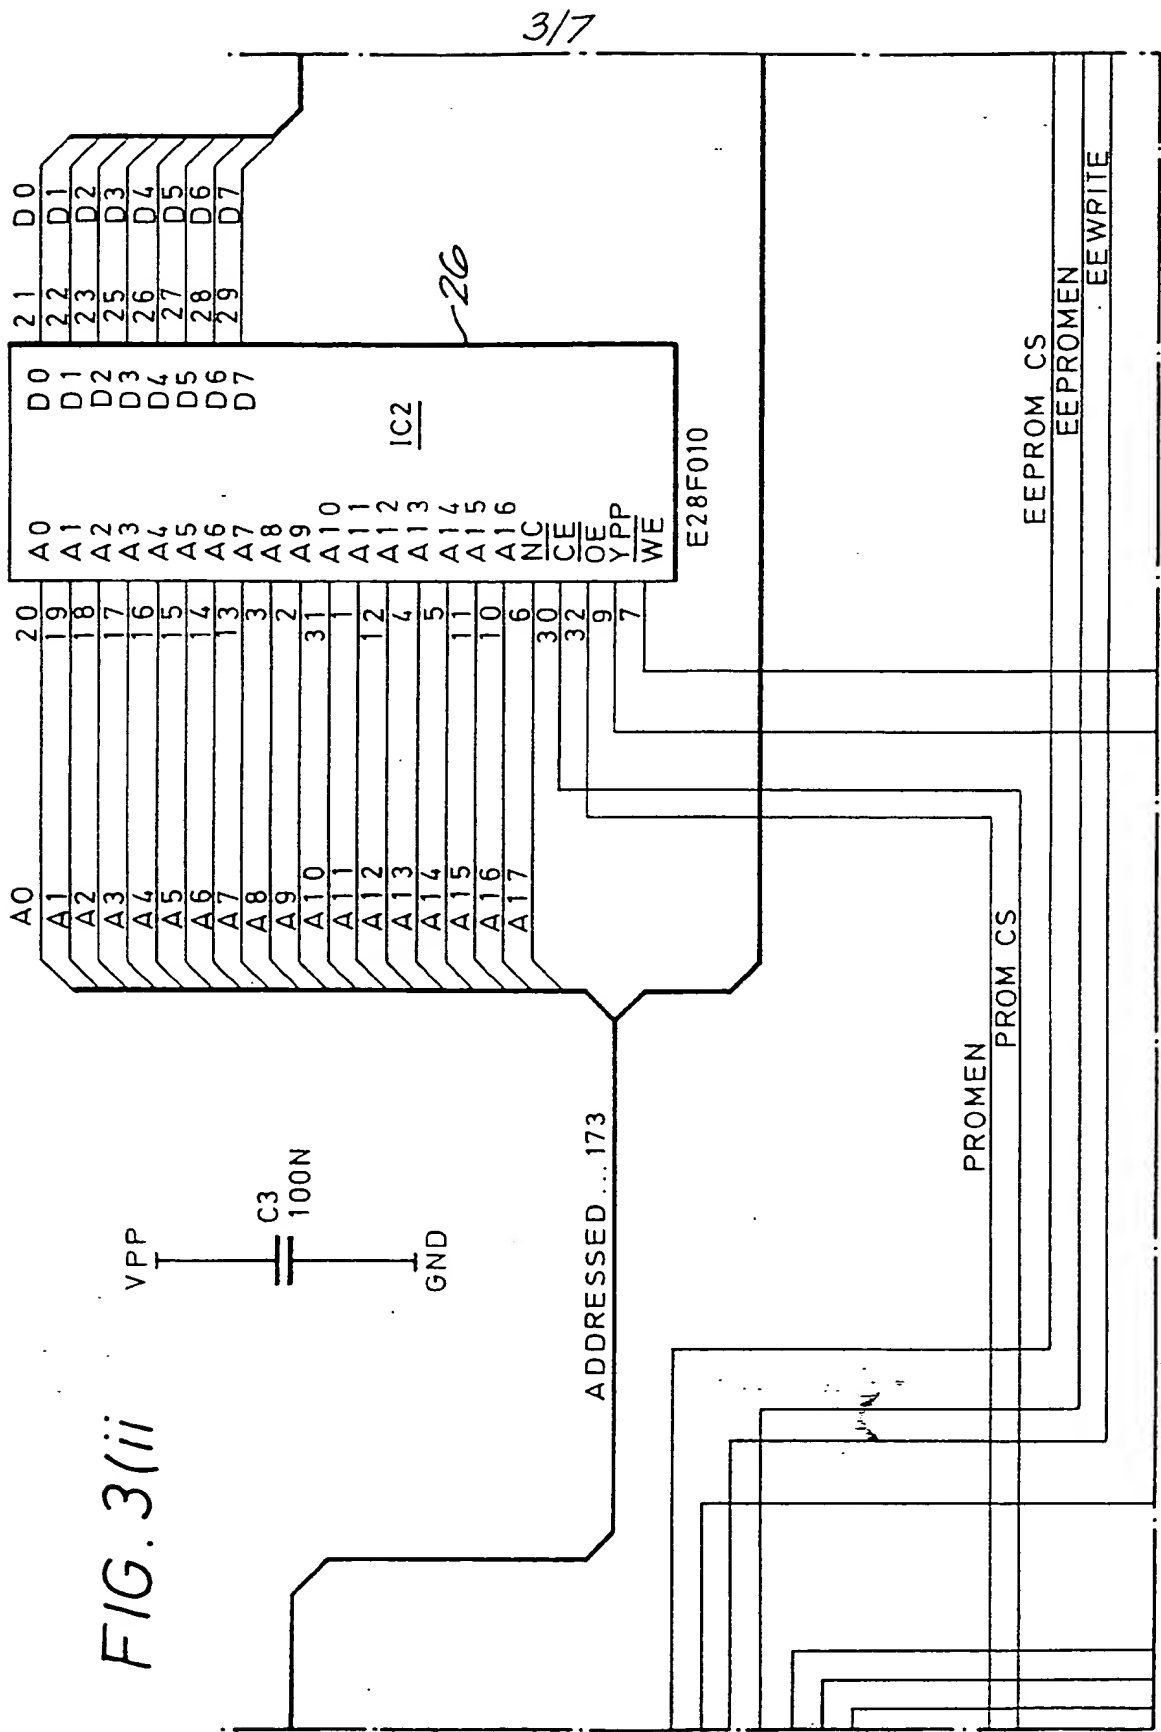 3/7
FIG. 3(ii
VPP
C3
100N
GND
ADDRESSED...173
A0
A1
A2
A3
A4
A5
A6
A7
A8
A9
A10
A11
A12
A13
A14
A15
A16
A17
20
19
18
17
16
15
14
13
3
2
31
1
12
4
5
11
10
6
30
32
9
7
A0
A1
A2
A3
A4
A5
A6
A7
A8
A9
A10
A11
A12
A13
A14
A15
A16
NC
CE
OE
YPP
WE
IC2
D0
D1
D2
D3
D4
D5
D6
D7
E28F010
26
21 D0
22 D1
23 D2
25 D3
26 D4
27 D5
28 D6
29 D7
PROMEN
PROM CS
EEPROM CS
EEPROMEN
EEWRITE